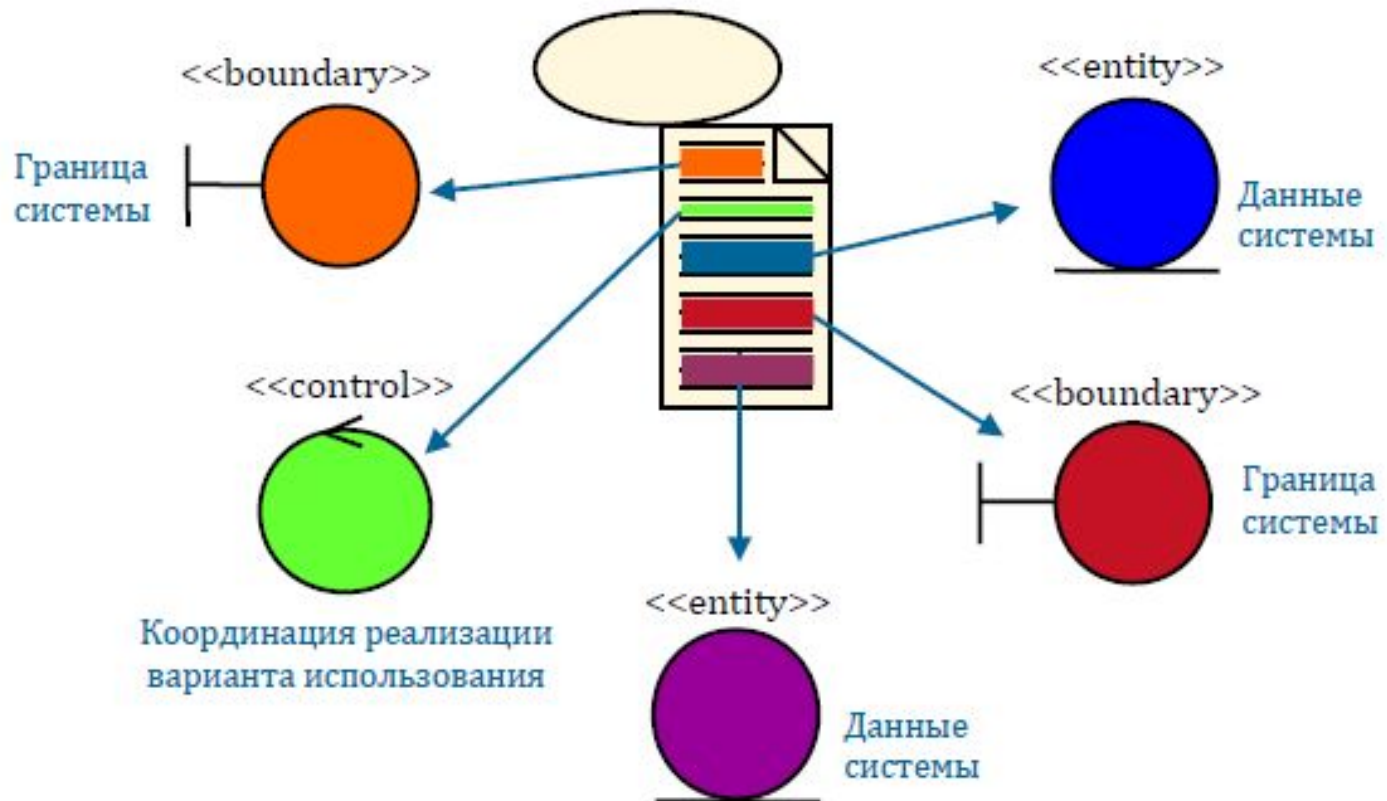 <<boundary>>
Граница
системы
<<entity>>
Данные
системы
<<control>>
Координация реализации
варианта использования
<<boundary>>
Граница
системы
<<entity>>
Данные
системы